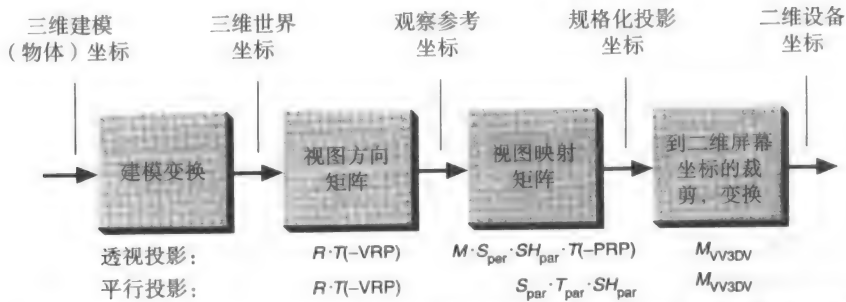 三维建模
（物体）坐标
三维世界
坐标
观察参考
坐标
规格化投影
坐标
二维设备
坐标
建模变换
视图方向
矩阵
视图映射
矩阵
到二维屏幕
坐标的裁
剪，变换
透视投影： R·T(–VRP) M·S_per·SH_par·T(–PRP) M_VV3DV
平行投影： R·T(–VRP) S_par·T_par·SH_par M_VV3DV